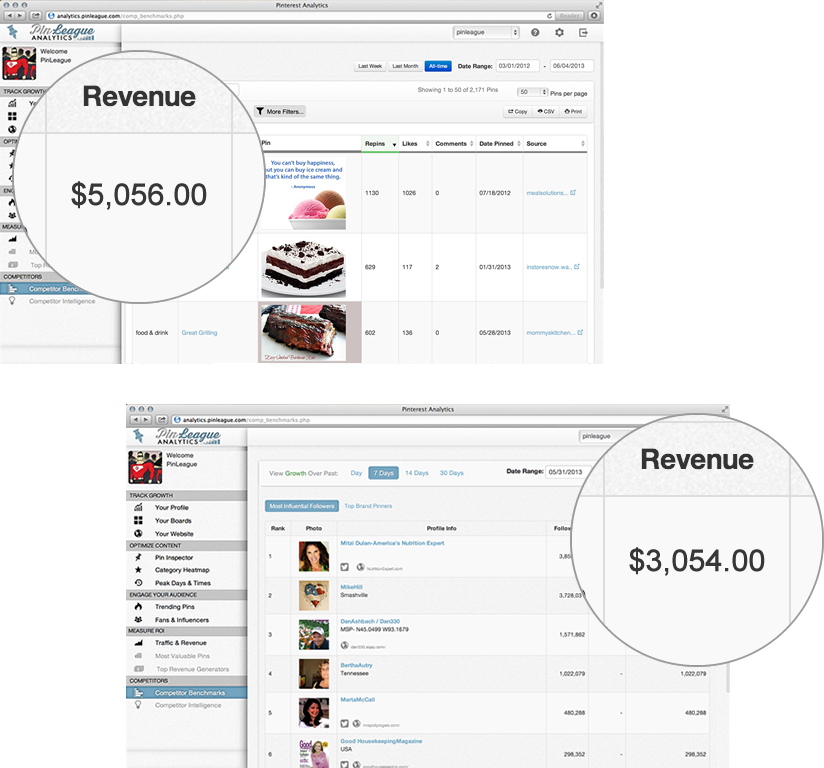 Pinterest Analytics
analytics.pinleague.com/comp_benchmarks.php
Reader
PinLeague
ANALYTICS
pinleague
Welcome
PinLeague
Last Week Last Month All-time Date Range: 03/01/2012 - 06/04/2013
TRACK GROWTH
Showing 1 to 50 of 2,171 Pins 50 Pins per page
More Filters... Copy CSV Print
Revenue
$5,056.00
Pin Repins Likes Comments Date Pinned Source
You can't buy happiness,
but you can buy ice cream and
that's kind of the same thing.
- Anonymous
1130 1026 0 07/18/2012 mealsolutions...
629 117 2 01/31/2013 instoresnow.wa...
COMPETITORS
Competitor Benc
Competitor Intelligence
food & drink Great Grilling 602 136 0 05/28/2013 mommyskitchen...
Pinterest Analytics
analytics.pinleague.com/comp_benchmarks.php
PinLeague
ANALYTICS
pinleague
Welcome
PinLeague
View Growth Over Past: Day 7 Days 14 Days 30 Days Date Range: 05/31/2013
Revenue
$3,054.00
TRACK GROWTH
Your Profile
Your Boards
Your Website
OPTIMIZE CONTENT
Pin Inspector
Category Heatmap
Peak Days & Times
ENGAGE YOUR AUDIENCE
Trending Pins
Fans & Influencers
MEASURE ROI
Traffic & Revenue
Most Valuable Pins
Top Revenue Generators
COMPETITORS
Competitor Benchmarks
Competitor Intelligence
Most Influential Followers Top Brand Pinners
Rank Photo Profile Info Follow
1 Mitzi Dulan-America's Nutrition Expert 3,85
nutritionexpert.com
2 MikeHill 3,728,03
Smashville
3 DanAshbach / Dan330 1,571,862
MSP- N45.0499 W93.1679
dan330.aqap.com/
4 BerthaAutry 1,022,079 - 1,022,079
Tennessee
5 MartaMcCall 480,288 - 480,288
6 Good HousekeepingMagazine 298,352 - 298,352
USA
Good